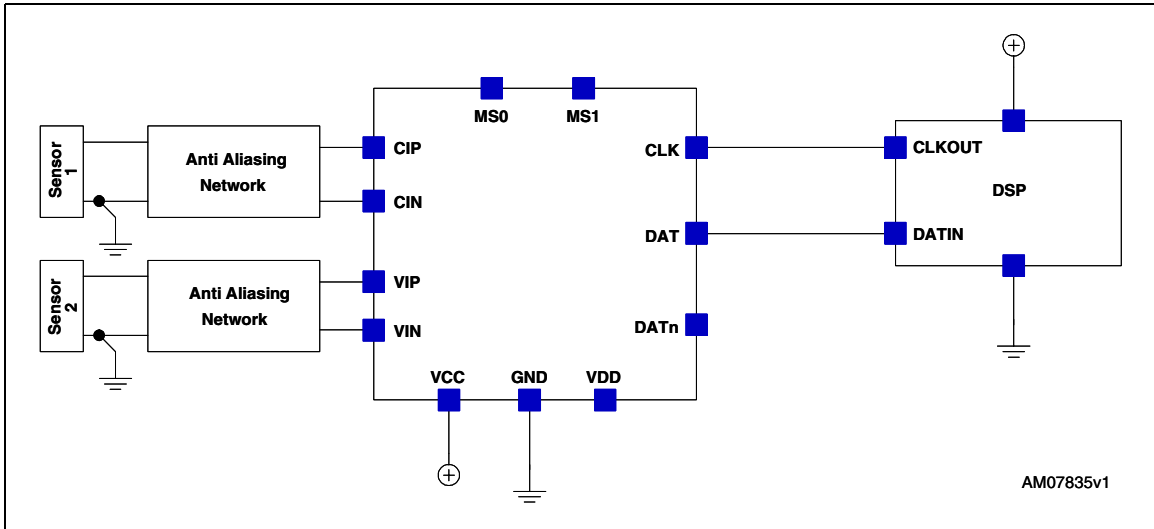 MS0
MS1
Sensor
1
Anti Aliasing
Network
CIP
CIN
CLK
CLKOUT
DSP
DAT
DATIN
Sensor
2
Anti Aliasing
Network
VIP
VIN
DATn
VCC
GND
VDD
AM07835v1